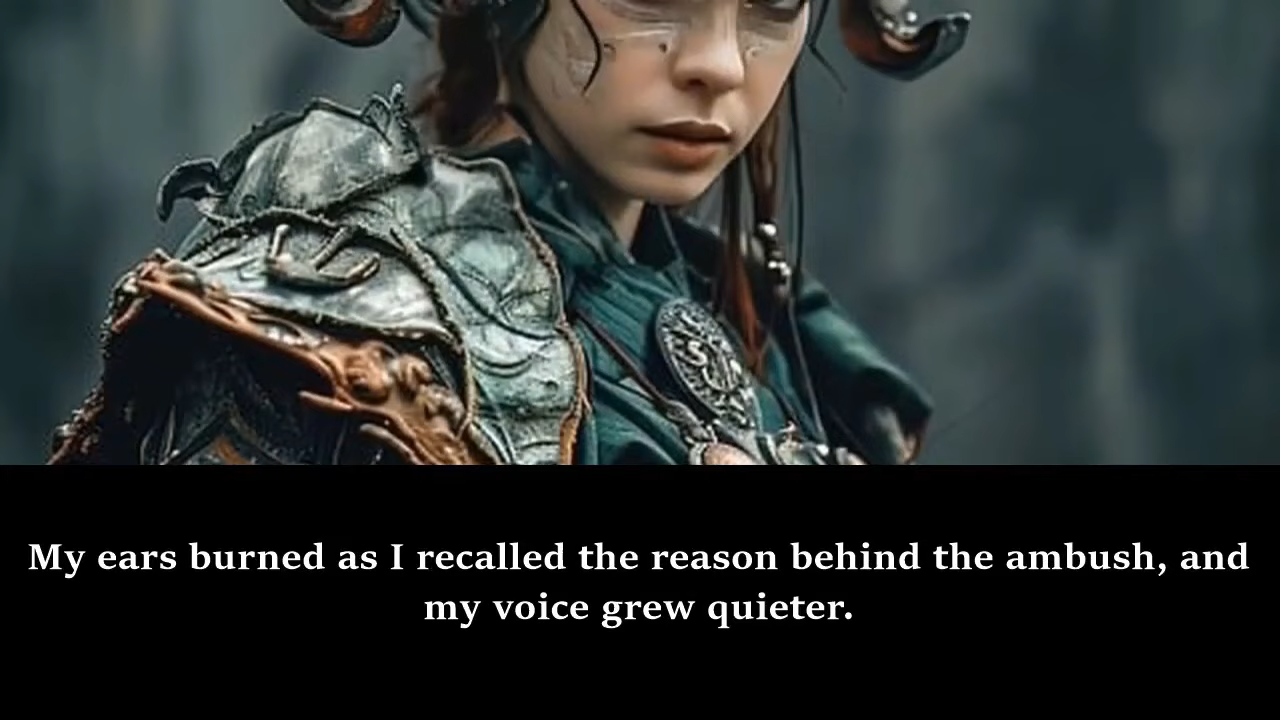 My ears burned as I recalled the reason behind the ambush, and
my voice grew quieter.